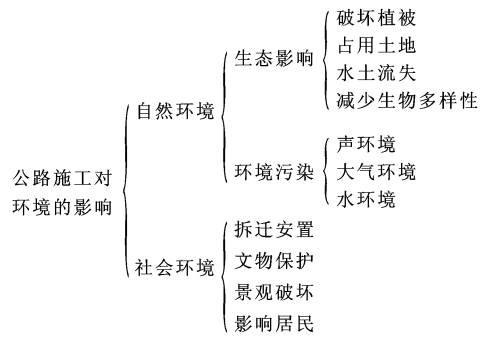 公路施工对
环境的影响
自然环境
生态影响
破坏植被
占用土地
水土流失
减少生物多样性
环境污染
声环境
大气环境
水环境
社会环境
拆迁安置
文物保护
景观破坏
影响居民